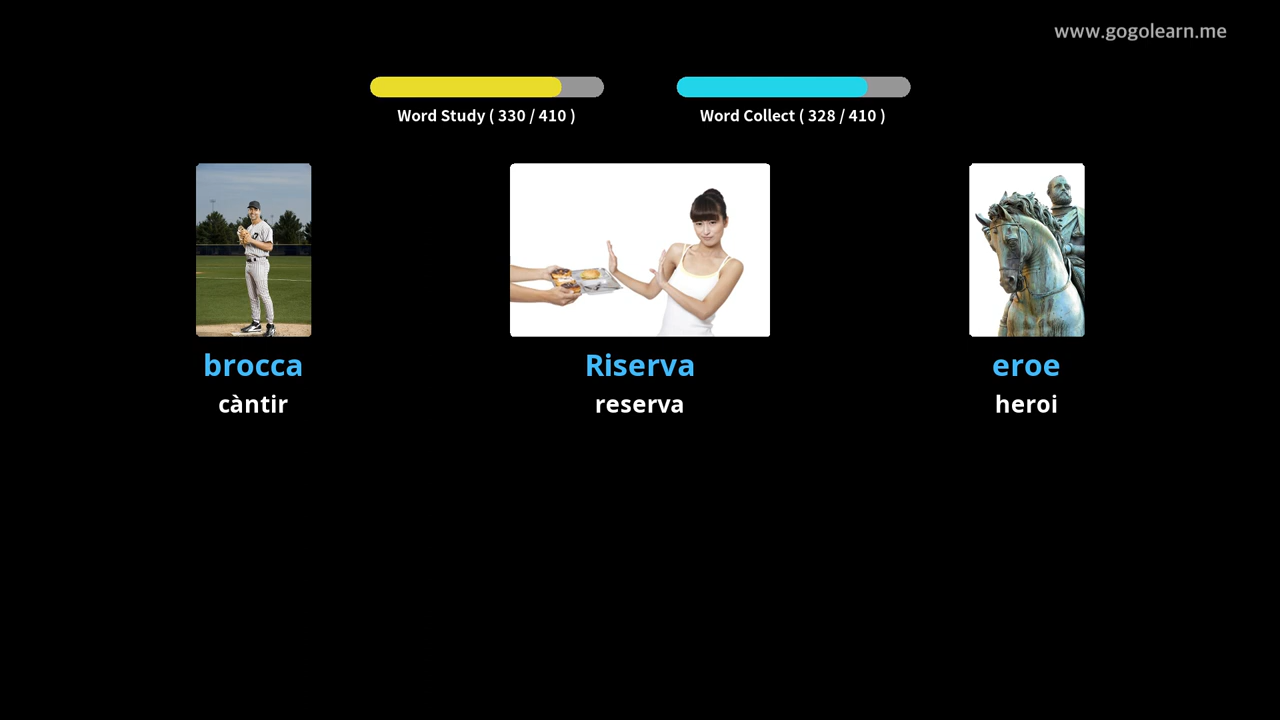 www.gogolearn.me
Word Study ( 330 / 410 )
Word Collect ( 328 / 410 )
brocca
càntir
Riserva
reserva
eroe
heroi